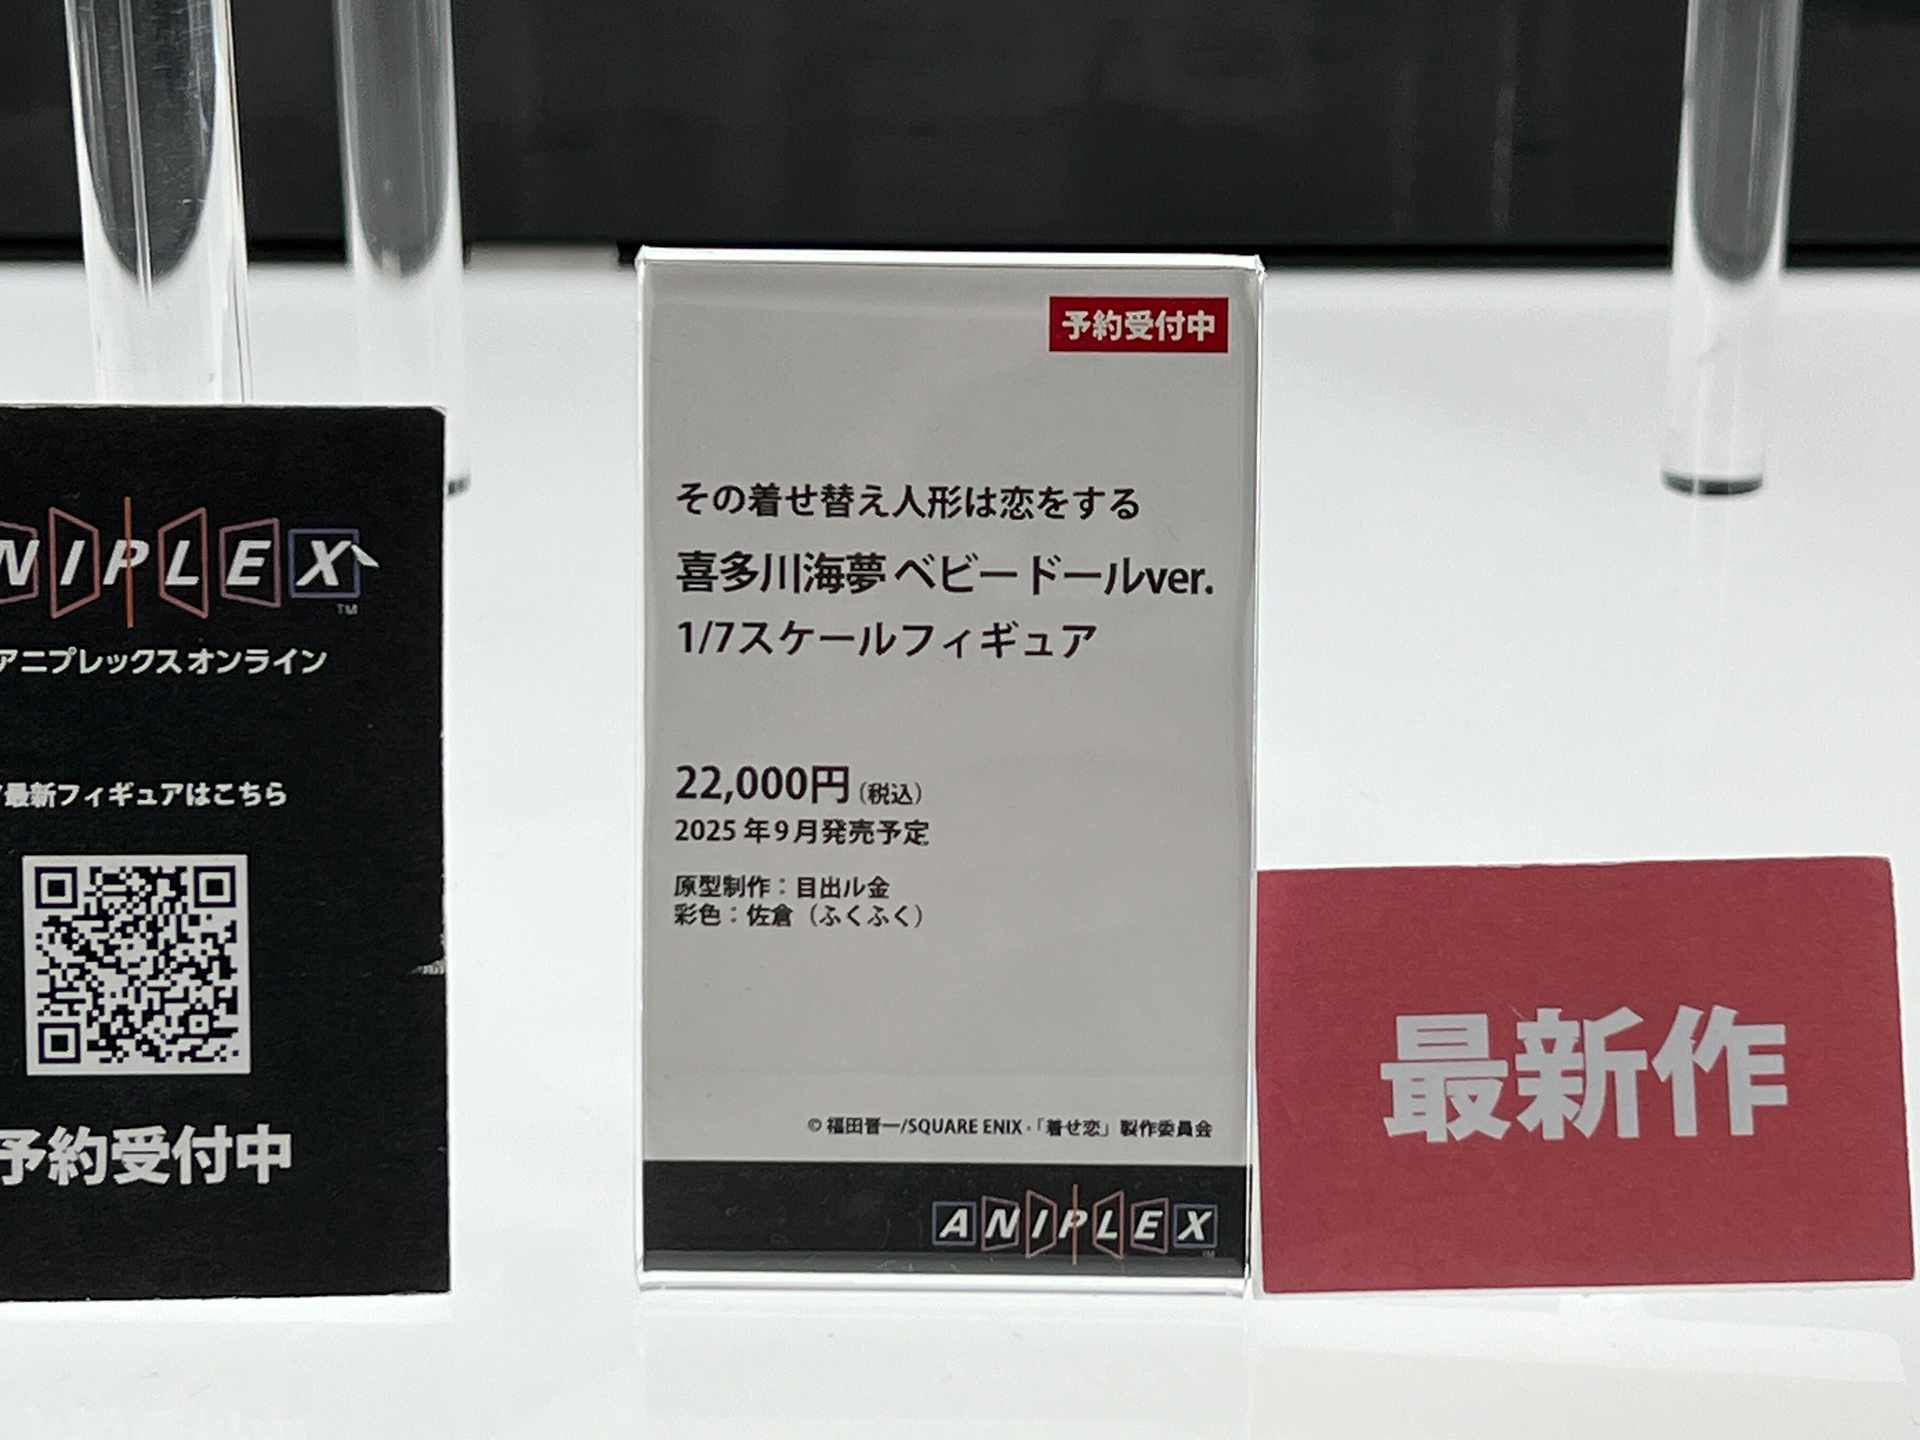 NIPLEX
TM
アニプレックスオンライン
最新フィギュアはこちら
予約受付中
予約受付中
その着せ替え人形は恋をする
喜多川海夢 ベビードールver.
1/7スケールフィギュア
22,000円(税込)
2025年9月発売予定
原型制作:目出ル金
彩色:佐倉(ふくふく)
© 福田晋一/SQUARE ENIX・「着せ恋」製作委員会
ANIPLEX
TM
最新作